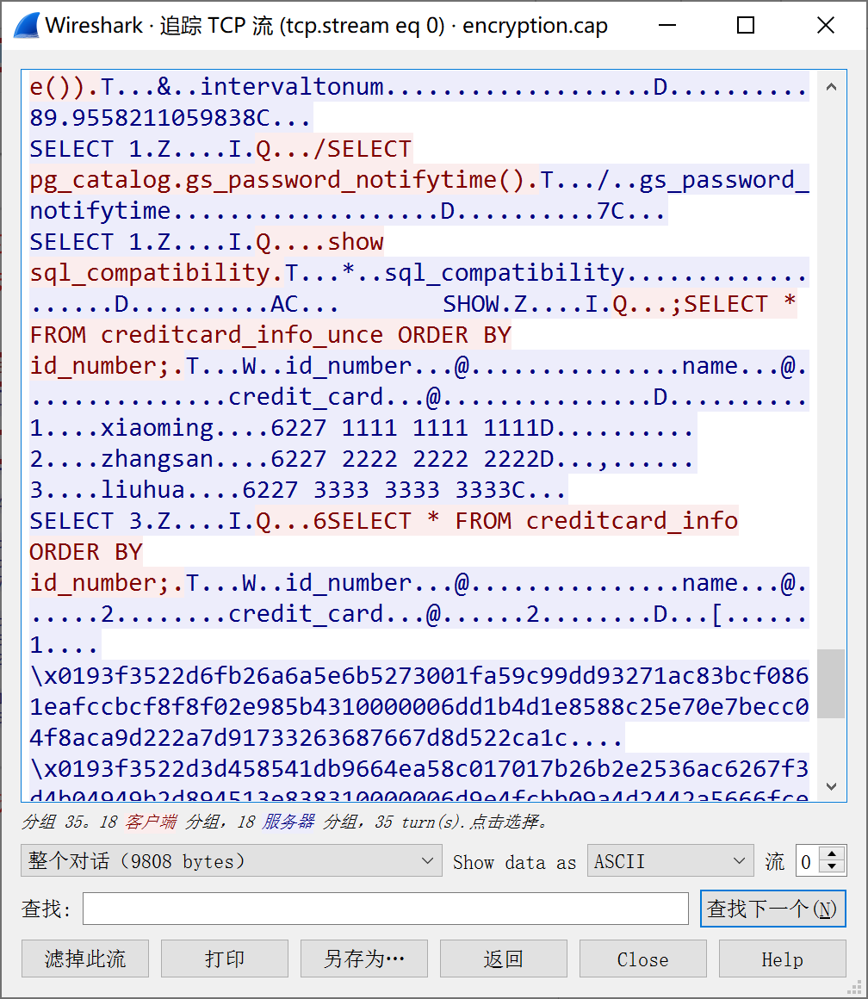 Wireshark · 追踪 TCP 流 (tcp.stream eq 0) · encryption.cap
e()).T...&..intervaltonum...................D..........
89.9558211059838C...
SELECT 1.Z....I.Q.../SELECT
pg_catalog.gs_password_notifytime().T.../..gs_password_
notifytime...................D..........7C...
SELECT 1.Z....I.Q....show
sql_compatibility.T...*..sql_compatibility.............
......D..........AC...      SHOW.Z....I.Q...;SELECT *
FROM creditcard_info_unce ORDER BY
id_number;.T...W..id_number...@...............name...@.
..............credit_card...@...............D..........
1....xiaoming....6227 1111 1111 1111D..........
2....zhangsan....6227 2222 2222 2222D...,......
3....liuhua....6227 3333 3333 3333C...
SELECT 3.Z....I.Q...6SELECT * FROM creditcard_info
ORDER BY
id_number;.T...W..id_number...@...............name...@.
.....2........credit_card...@......2........D...[......
1....
\x0193f3522d6fb26a6a5e6b5273001fa59c99dd93271ac83bcf086
1eafccbcf8f8f02e985b4310000006dd1b4d1e8588c25e70e7becc0
4f8aca9d222a7d91733263687667d8d522ca1c....
\x0193f3522d3d458541db9664ea58c017017b26b2e2536ac6267f3
d4b04949b2d894513e838310000006d9e4fcbb09a4d2442a5666fce
分组 35。18 客户端 分组，18 服务器 分组，35 turn(s).点击选择。
整个对话（9808 bytes） Show data as ASCII 流 0
查找: 查找下一个(N)
滤掉此流 打印 另存为… 返回 Close Help